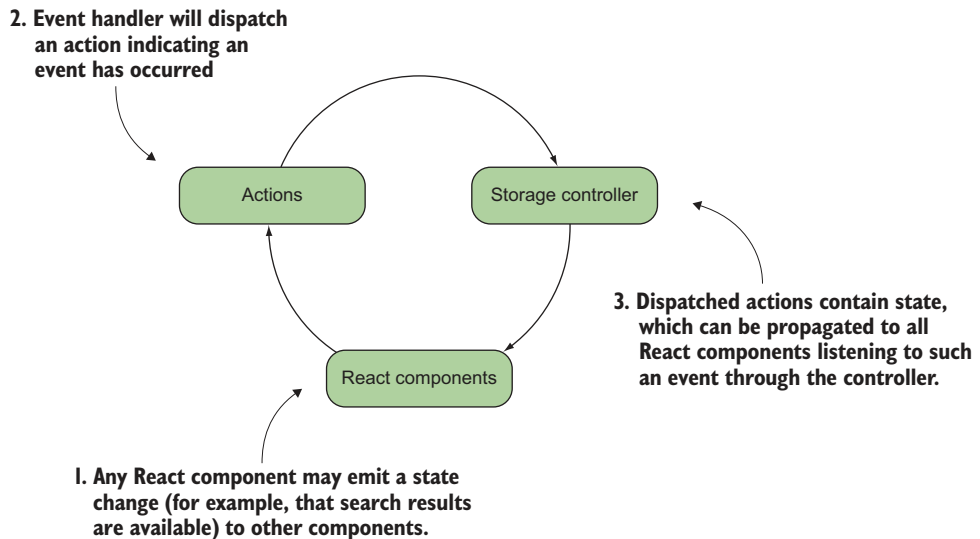 2. Event handler will dispatch
an action indicating an
event has occurred
Actions
Storage controller
3. Dispatched actions contain state,
which can be propagated to all
React components listening to such
an event through the controller.
React components
1. Any React component may emit a state
change (for example, that search results
are available) to other components.